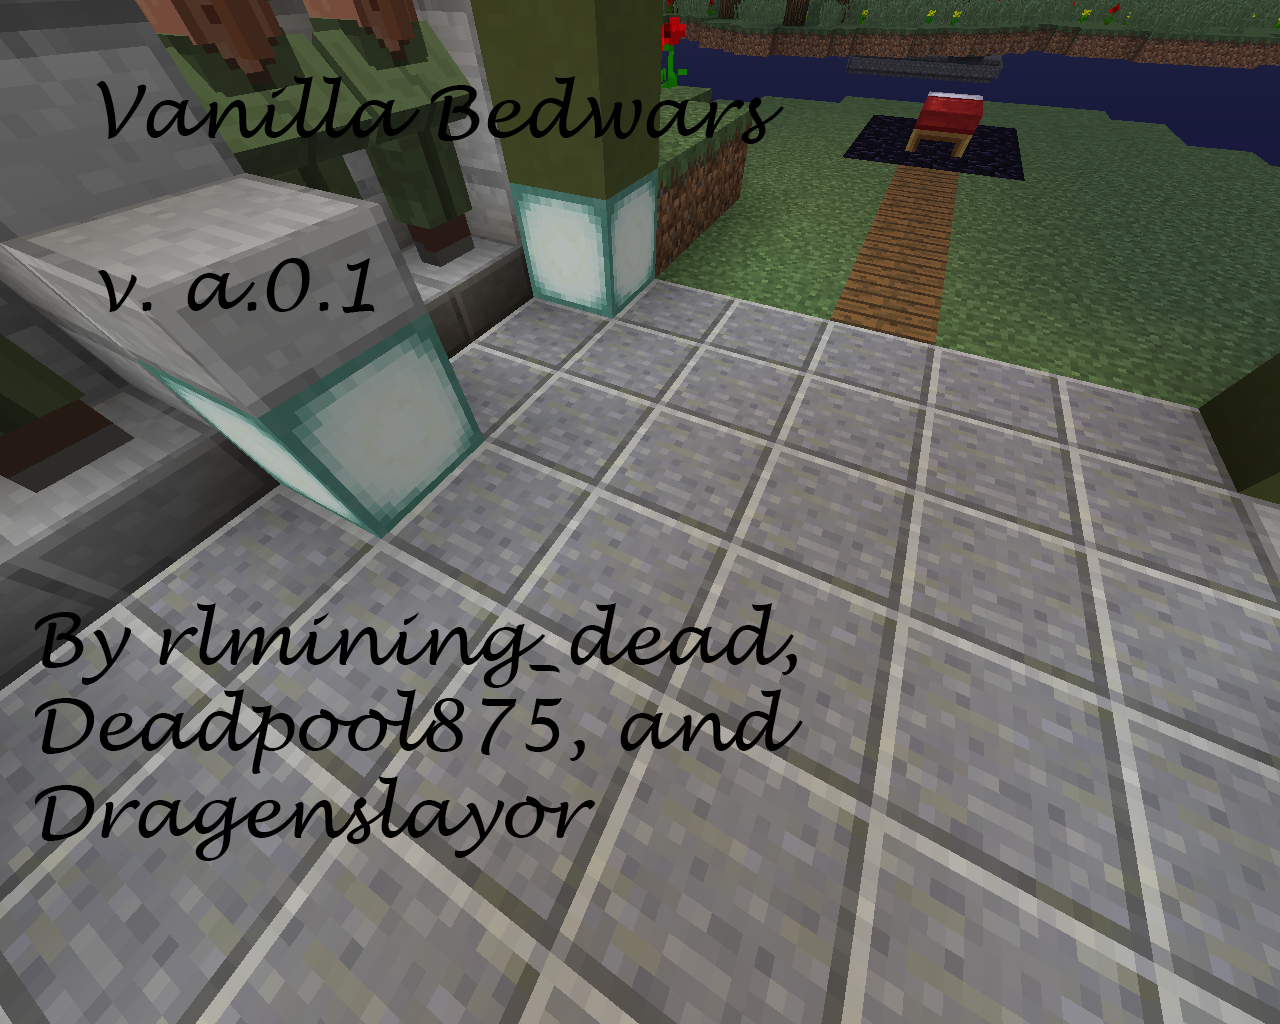 Vanilla Bedwars
v. a.0.1
By rlmining_dead,
Deadpool875, and
Dragenslayor